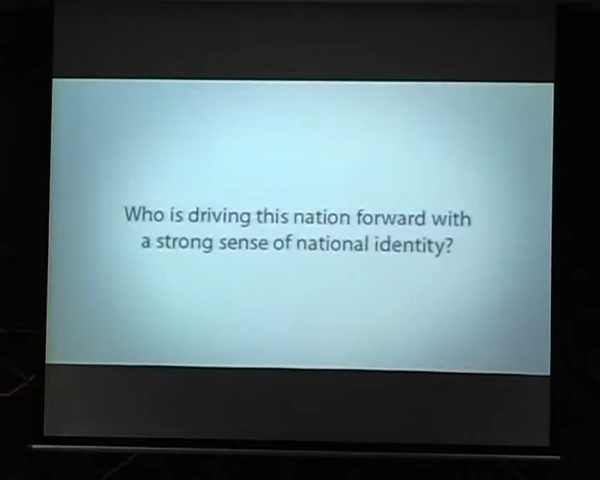 Who is driving this nation forward with
a strong sense of national identity?